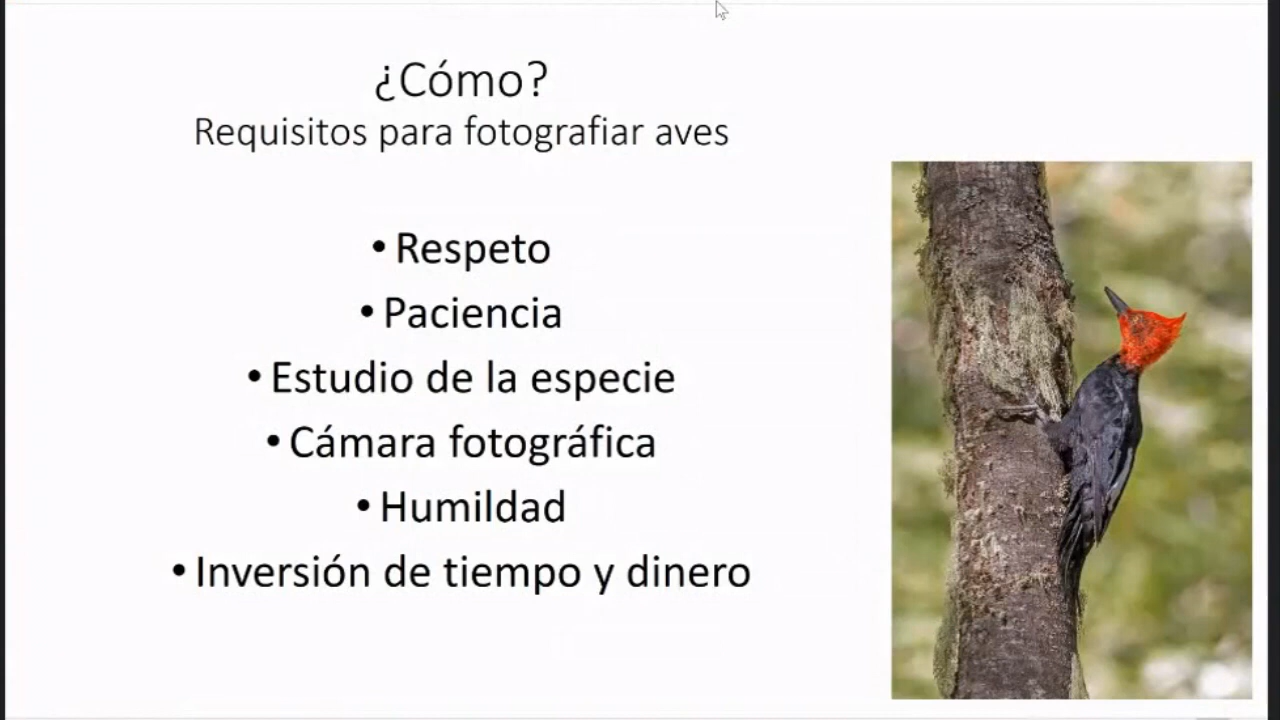 ¿Cómo?
Requisitos para fotografiar aves
• Respeto
• Paciencia
• Estudio de la especie
• Cámara fotográfica
• Humildad
• Inversión de tiempo y dinero